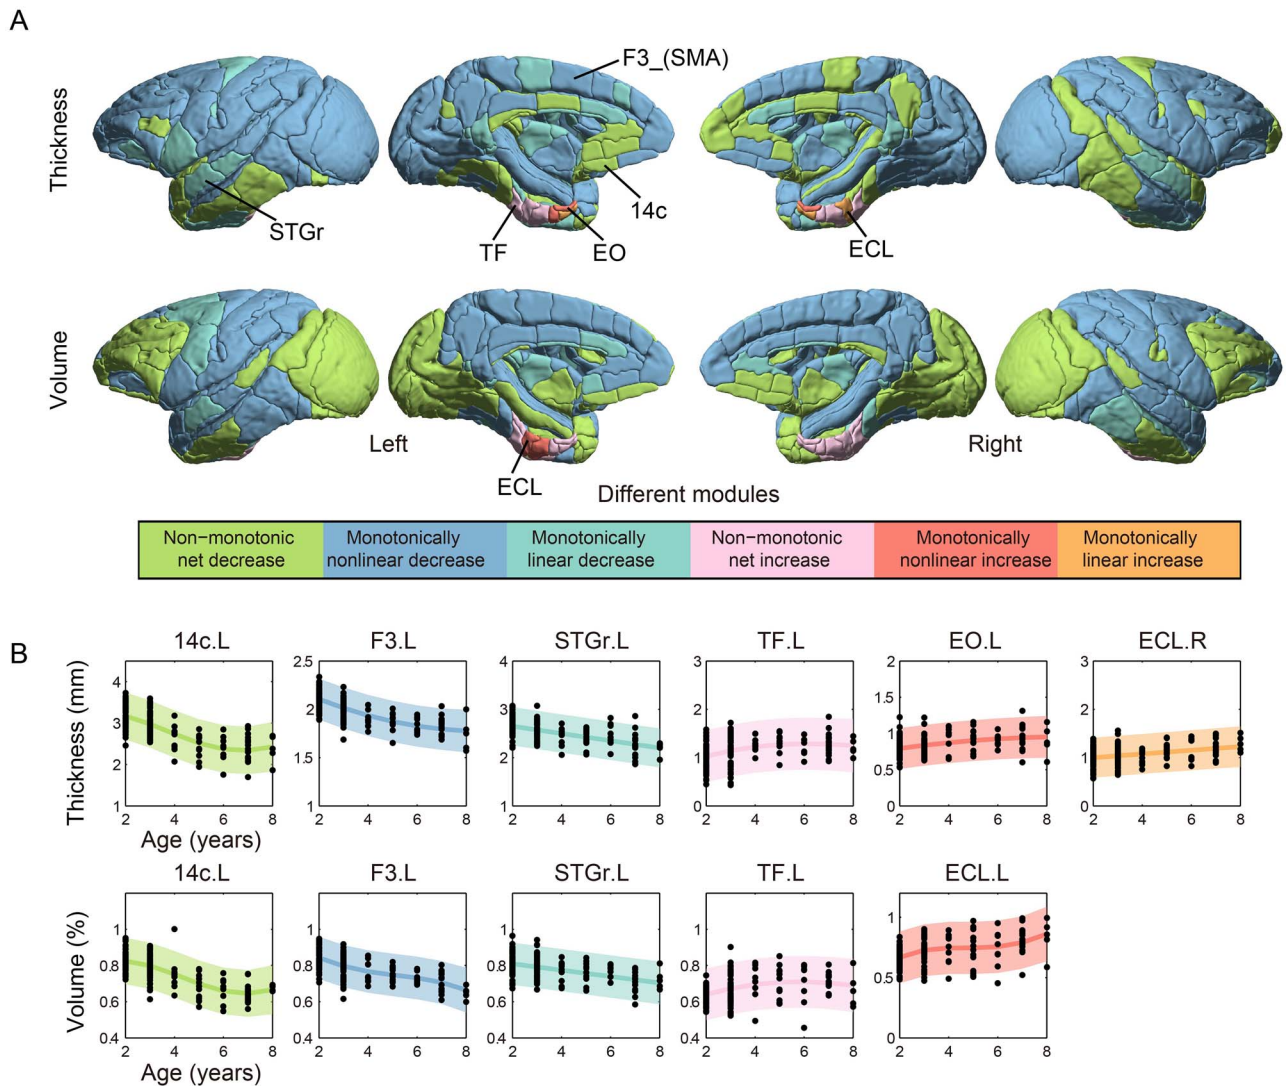 A
Thickness
F3_(SMA)
STGr
TF
EO
14c
ECL
Volume
Left
Right
ECL
Different modules
Non−monotonic net decrease
Monotonically nonlinear decrease
Monotonically linear decrease
Non−monotonic net increase
Monotonically nonlinear increase
Monotonically linear increase
B
14c.L
F3.L
STGr.L
TF.L
EO.L
ECL.R
Thickness (mm)
4
3
2
1
2 4 6 8
2.5
2
1.5
1
2 4 6 8
4
3
2
1
2 4 6 8
3
2
1
0
2 4 6 8
2
1.5
1
0.5
0
2 4 6 8
3
2
1
0
2 4 6 8
Age (years)
14c.L
F3.L
STGr.L
TF.L
ECL.L
Volume (%)
1
0.8
0.6
0.4
2 4 6 8
1
0.8
0.6
0.4
2 4 6 8
1
0.8
0.6
0.4
2 4 6 8
1
0.8
0.6
0.4
2 4 6 8
1
0.5
0
2 4 6 8
Age (years)